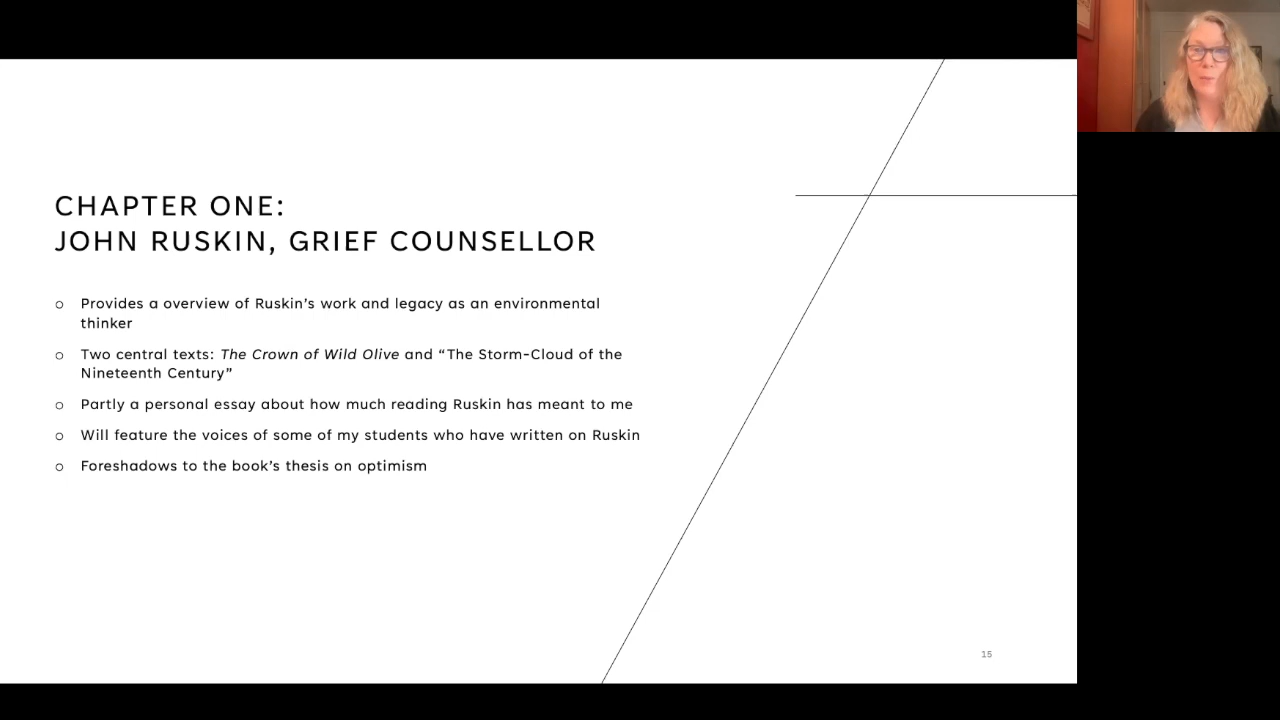 CHAPTER ONE:
JOHN RUSKIN, GRIEF COUNSELLOR
o Provides a overview of Ruskin's work and legacy as an environmental
thinker
o Two central texts: The Crown of Wild Olive and “The Storm-Cloud of the
Nineteenth Century”
o Partly a personal essay about how much reading Ruskin has meant to me
o Will feature the voices of some of my students who have written on Ruskin
o Foreshadows to the book's thesis on optimism
15